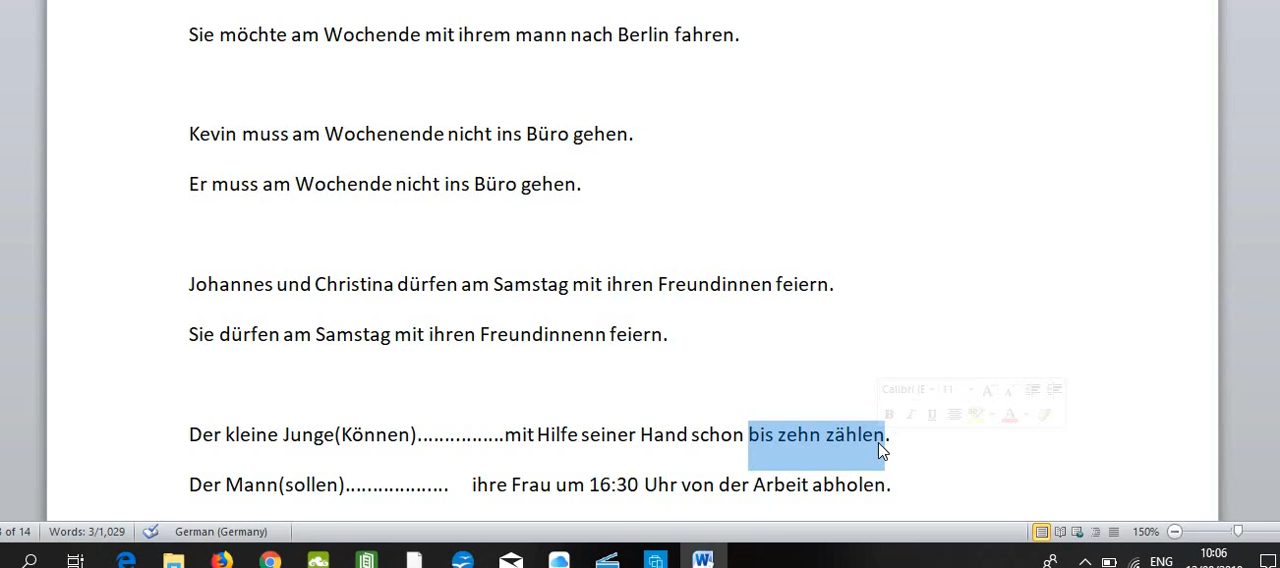 Sie möchte am Wochende mit ihrem mann nach Berlin fahren.
Kevin muss am Wochenende nicht ins Büro gehen.
Er muss am Wochende nicht ins Büro gehen.
Johannes und Christina dürfen am Samstag mit ihren Freundinnen feiern.
Sie dürfen am Samstag mit ihren Freundinnenn feiern.
Calibri (E 11 A A
Der kleine Junge(Können)................mit Hilfe seiner Hand schon bis zehn zählen.
B I U A
Der Mann(sollen)................... ihre Frau um 16:30 Uhr von der Arbeit abholen.
of 14 Words: 3/1,029 German (Germany) 150%
W ENG 10:06